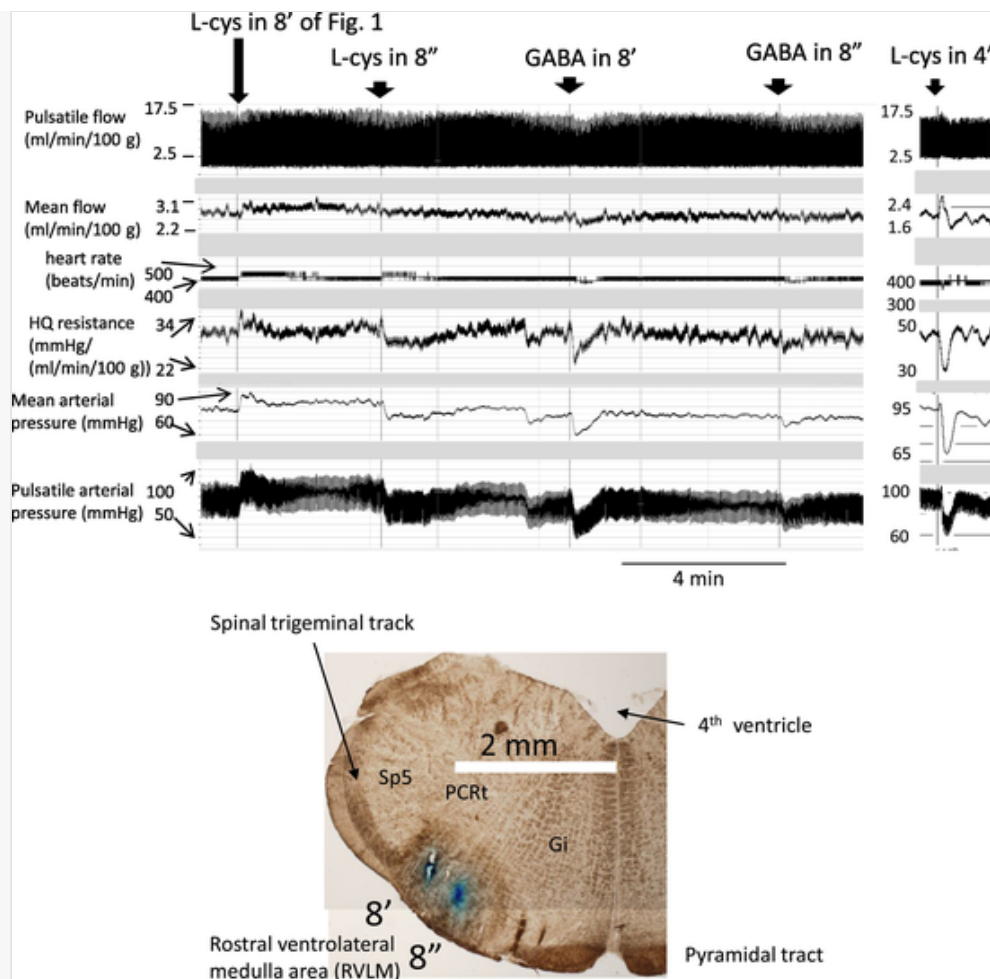 L-cys in 8’ of Fig. 1
L-cys in 8”
GABA in 8’
GABA in 8”
L-cys in 4’
Pulsatile flow
(ml/min/100 g)
17.5
2.5
17.5
2.5
Mean flow
(ml/min/100 g)
3.1
2.2
2.4
1.6
heart rate
(beats/min)
500
400
400
300
HQ resistance
(mmHg/
(ml/min/100 g))
34
22
50
30
Mean arterial
pressure (mmHg)
90
60
95
65
Pulsatile arterial
pressure (mmHg)
100
50
100
60
4 min
Spinal trigeminal track
4th ventricle
2 mm
Sp5
PCRt
Gi
8’
8”
Rostral ventrolateral
medulla area (RVLM)
Pyramidal tract